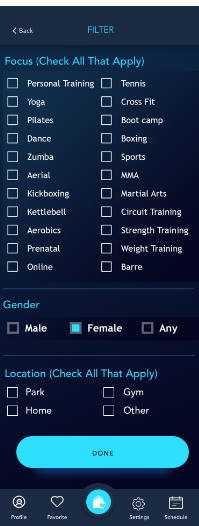 Back
FILTER
Focus (Check All That Apply)
Personal Training Tennis
Yoga Cross Fit
Pilates Boot camp
Dance Boxing
Zumba Sports
Aerial MMA
Kickboxing Martial Arts
Kettlebell Circuit Training
Aerobics Strength Training
Prenatal Weight Training
Online Barre
Gender
Male Female Any
Location (Check All That Apply)
Park Gym
Home Other
DONE
Profile Favorite Settings Schedule